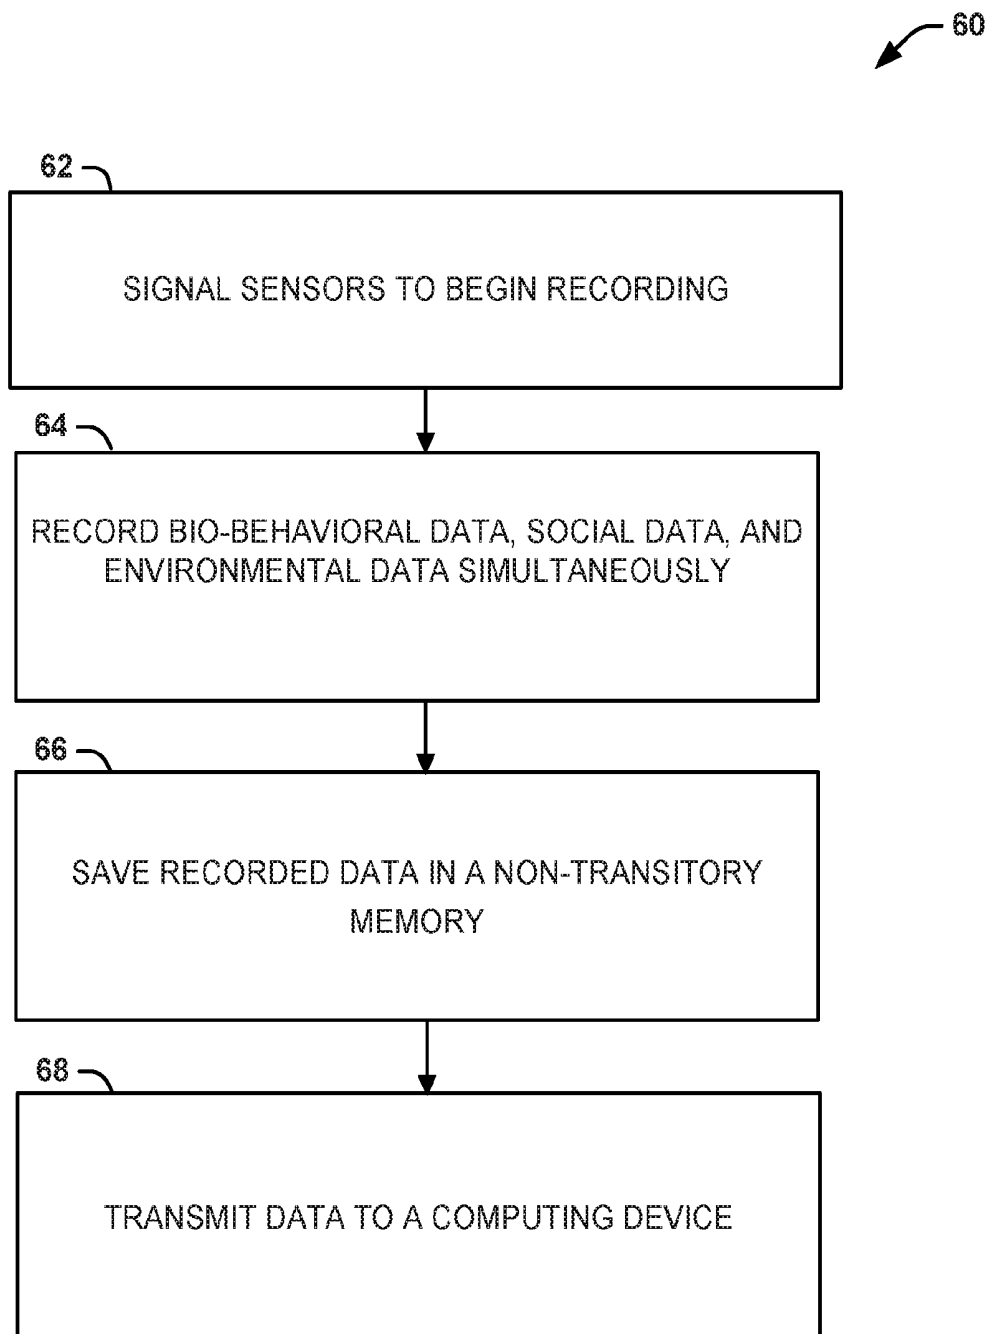 60
62
SIGNAL SENSORS TO BEGIN RECORDING
64
RECORD BIO-BEHAVIORAL DATA, SOCIAL DATA, AND
ENVIRONMENTAL DATA SIMULTANEOUSLY
66
SAVE RECORDED DATA IN A NON-TRANSITORY
MEMORY
68
TRANSMIT DATA TO A COMPUTING DEVICE